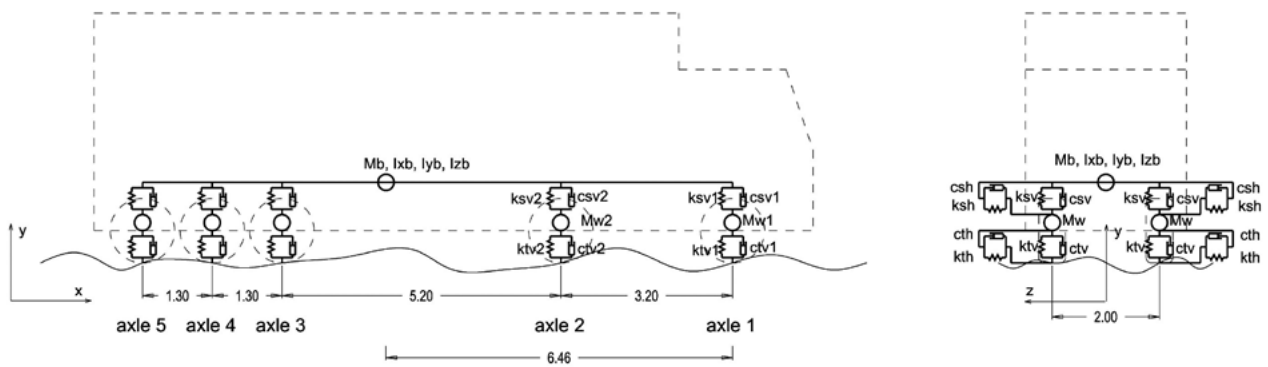 Mb, Ixb, Iyb, Izb
ksv2
csv2
ksv1
csv1
Mw2
Mw1
ktv2
ctv2
ktv1
ctv1
y
x
1.30
1.30
5.20
3.20
axle 5
axle 4
axle 3
axle 2
axle 1
6.46
Mb, Ixb, Iyb, Izb
csh
ksh
ksv
csv
ksv
csv
csh
ksh
Mw
Mw
cth
kth
ktv
ctv
y
ktv
ctv
cth
kth
z
2.00